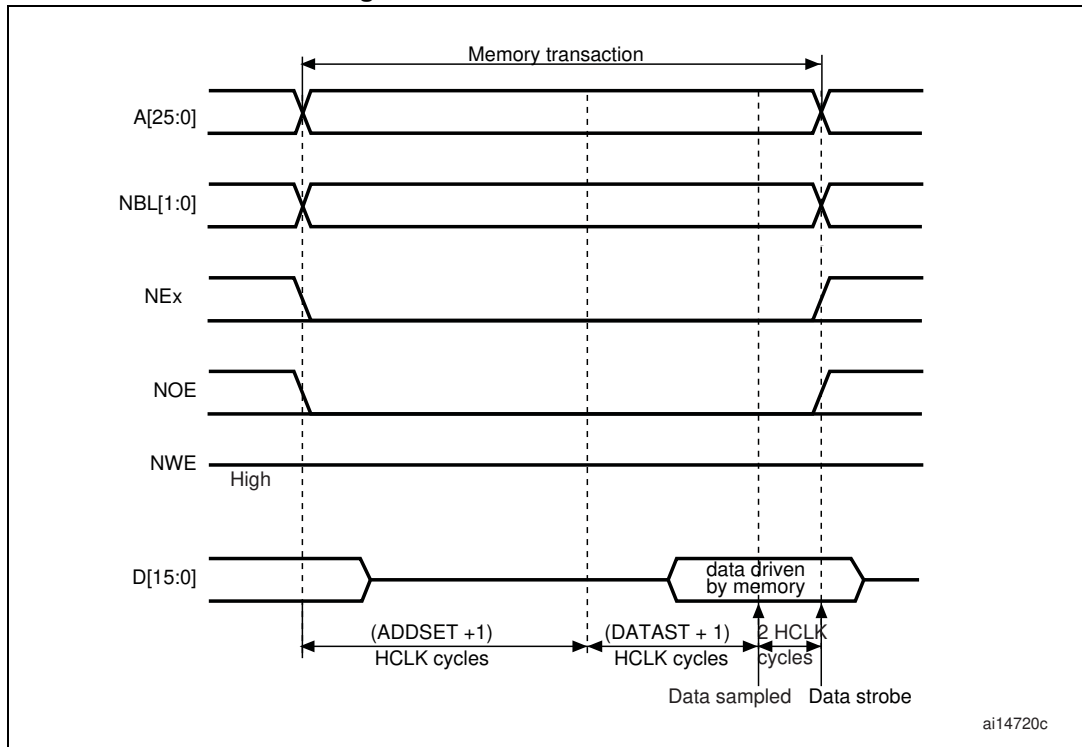 Memory transaction
A[25:0]
NBL[1:0]
NEx
NOE
NWE
High
D[15:0]
data driven
by memory
(ADDSET +1)
HCLK cycles
(DATAST + 1)
HCLK cycles
2 HCLK
cycles
Data sampled
Data strobe
ai14720c